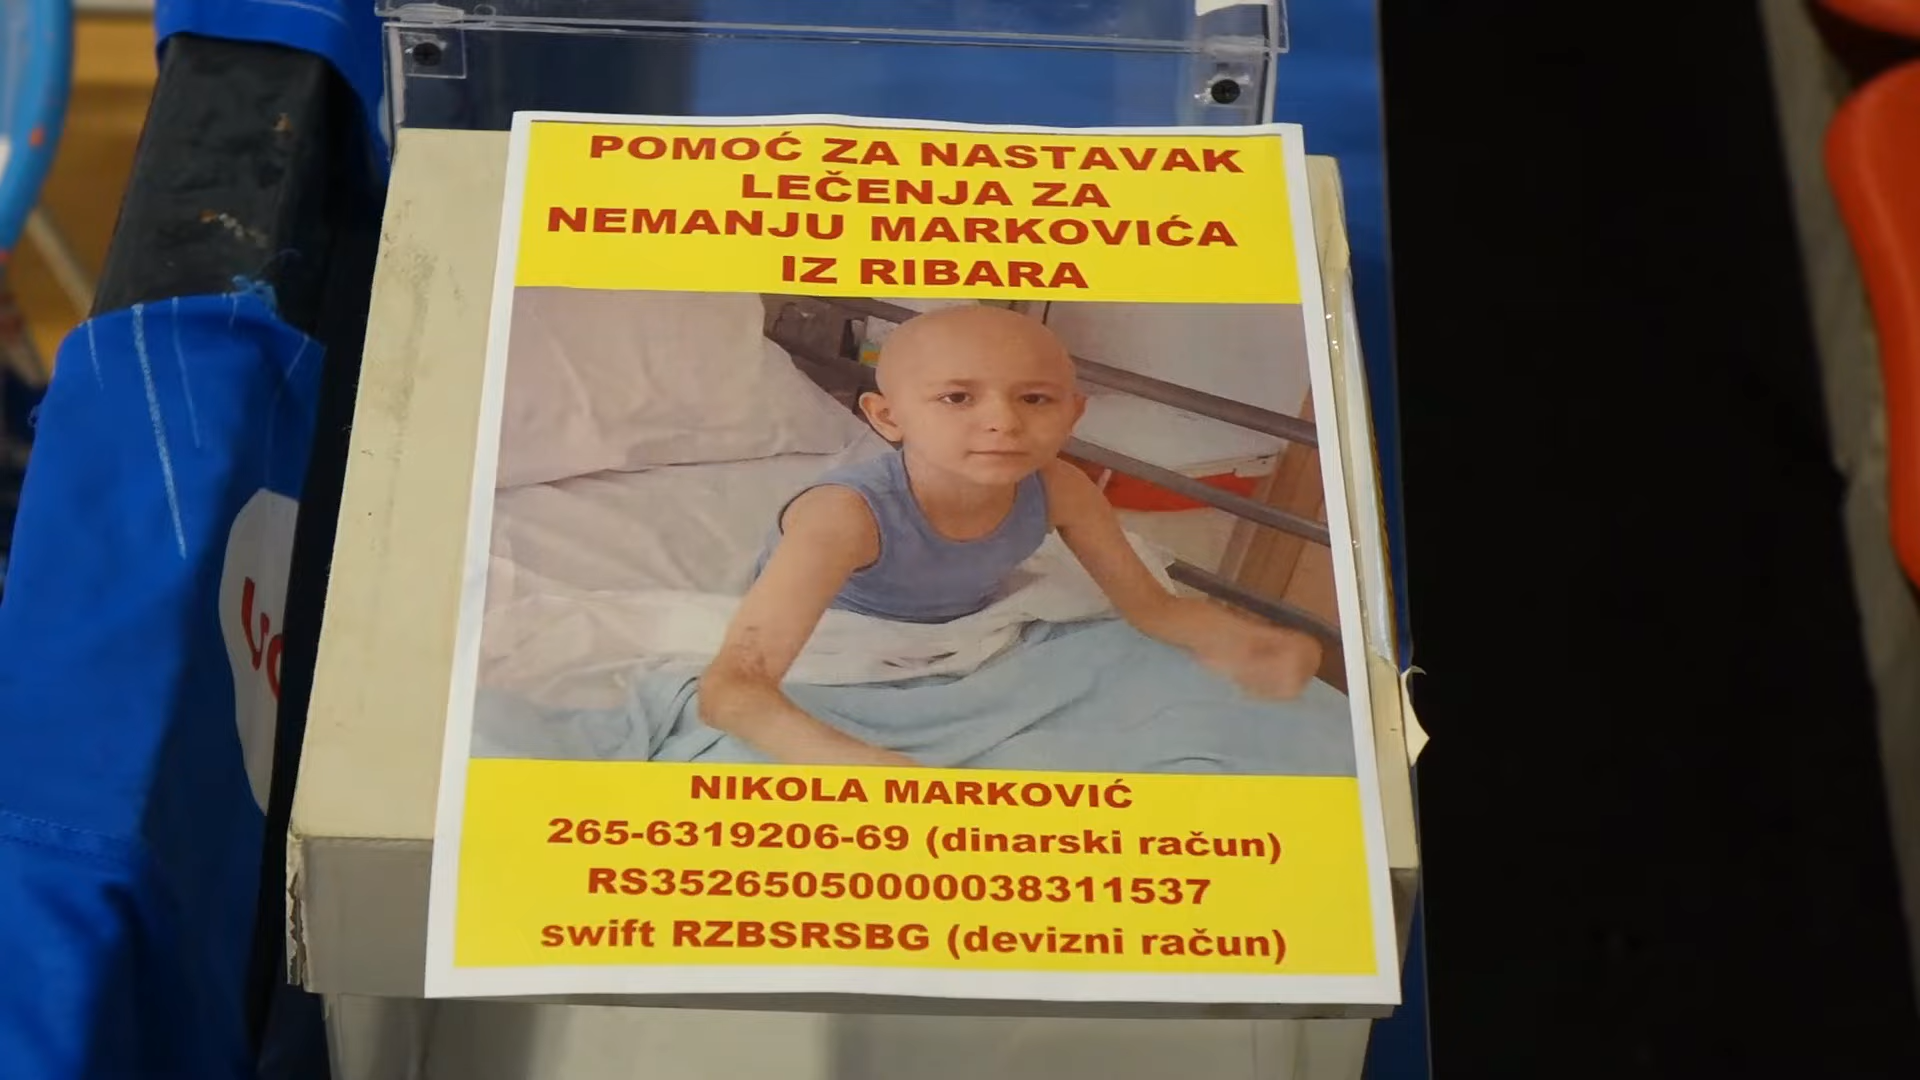 POMOĆ ZA NASTAVAK
LEČENJA ZA
NEMANJU MARKOVIĆA
IZ RIBARA
NIKOLA MARKOVIĆ
265-6319206-69 (dinarski račun)
RS35265050000038311537
swift RZBSRSBG (devizni račun)